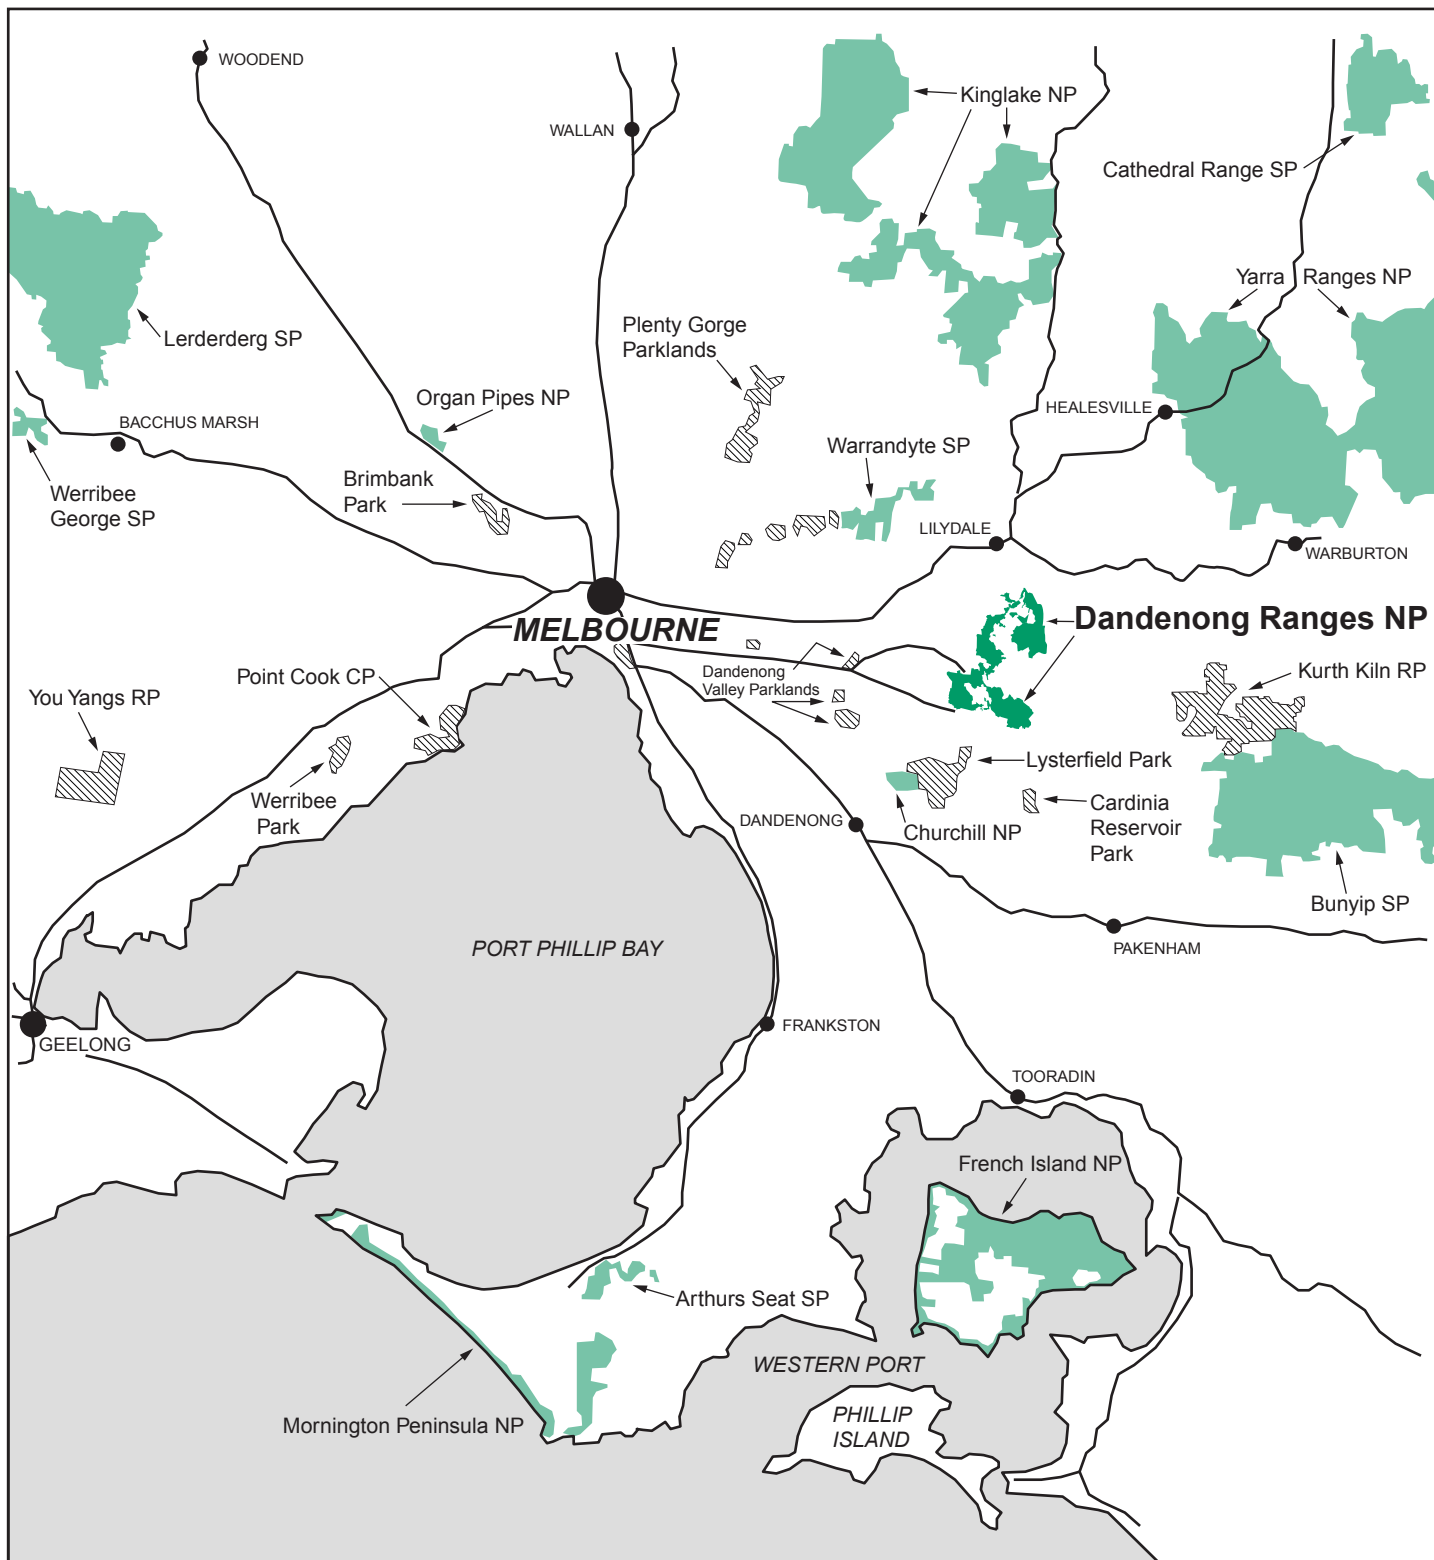 WOODEND
WALLAN
Kinglake NP
Cathedral Range SP
Yarra Ranges NP
Lerderderg SP
Plenty Gorge
Parklands
Organ Pipes NP
HEALESVILLE
BACCHUS MARSH
Warrandyte SP
Brimbank
Park
Werribee
George SP
LILYDALE
WARBURTON
MELBOURNE
Dandenong Ranges NP
Dandenong
Valley Parklands
Kurth Kiln RP
Point Cook CP
You Yangs RP
Lysterfield Park
Werribee
Park
DANDENONG
Churchill NP
Cardinia
Reservoir
Park
Bunyip SP
PORT PHILLIP BAY
PAKENHAM
FRANKSTON
GEELONG
TOORADIN
French Island NP
Arthurs Seat SP
WESTERN PORT
Mornington Peninsula NP
PHILLIP
ISLAND